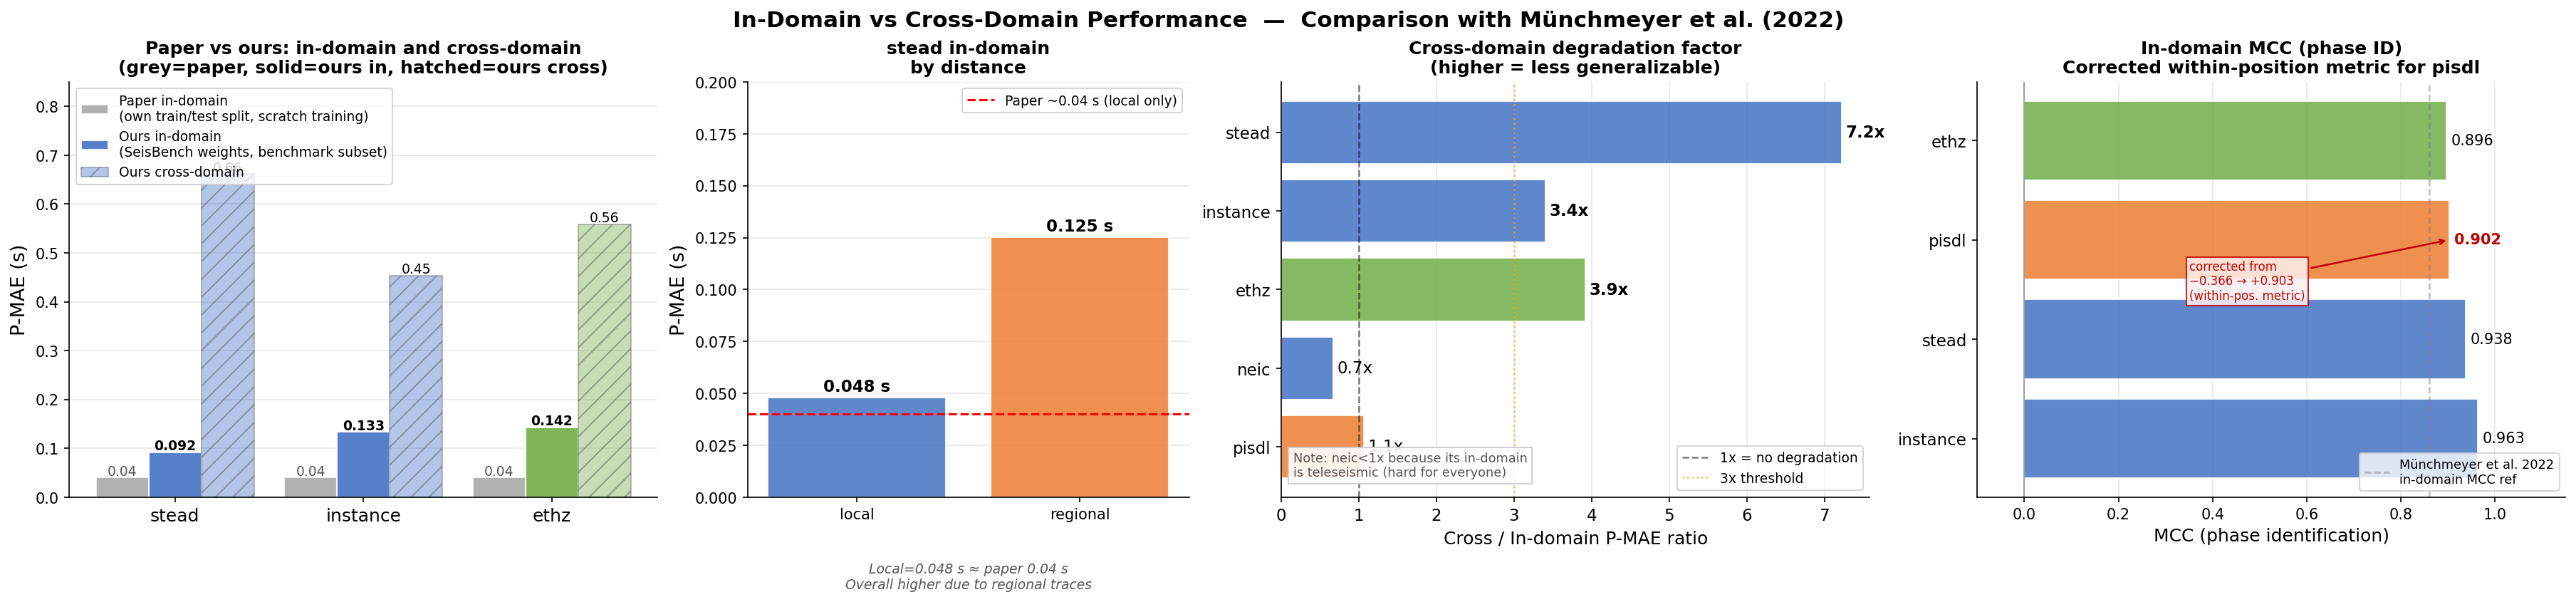 In-Domain vs Cross-Domain Performance — Comparison with Münchmeyer et al. (2022)
Paper vs ours: in-domain and cross-domain
(grey=paper, solid=ours in, hatched=ours cross)
P-MAE (s)
0.8
0.7
0.6
0.5
0.4
0.3
0.2
0.1
0.0
Paper in-domain
(own train/test split, scratch training)
Ours in-domain
(SeisBench weights, benchmark subset)
Ours cross-domain
0.66
0.04
0.092
0.04
0.133
0.45
0.04
0.142
0.56
stead
instance
ethz
stead in-domain
by distance
P-MAE (s)
0.200
0.175
0.150
0.125
0.100
0.075
0.050
0.025
0.000
Paper ~0.04 s (local only)
0.048 s
0.125 s
local
regional
Local=0.048 s ≈ paper 0.04 s
Overall higher due to regional traces
Cross-domain degradation factor
(higher = less generalizable)
stead
7.2x
instance
3.4x
ethz
3.9x
neic
0.7x
pisdl
1.1x
Note: neic<1x because its in-domain
is teleseismic (hard for everyone)
1x = no degradation
3x threshold
0
1
2
3
4
5
6
7
Cross / In-domain P-MAE ratio
In-domain MCC (phase ID)
Corrected within-position metric for pisdl
ethz
0.896
pisdl
0.902
corrected from
−0.366 → +0.903
(within-pos. metric)
stead
0.938
instance
0.963
Münchmeyer et al. 2022
in-domain MCC ref
0.0
0.2
0.4
0.6
0.8
1.0
MCC (phase identification)